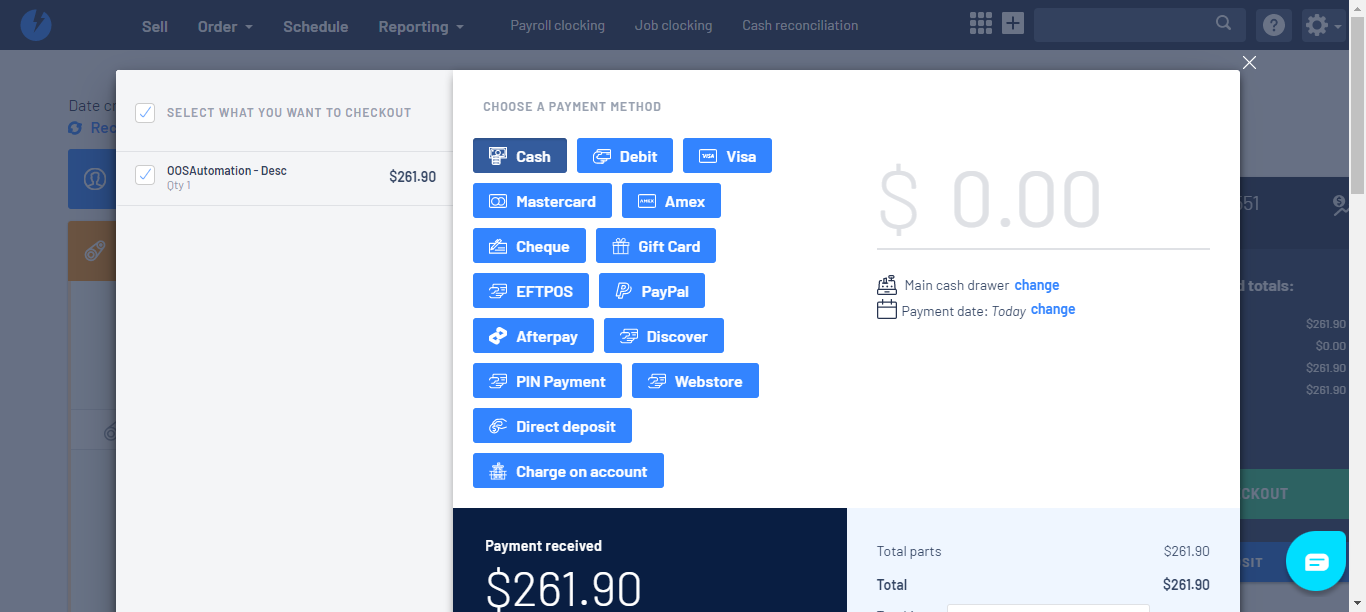 Sell Order Schedule Reporting Payroll clocking Job clocking Cash reconciliation
Date cr
Rec
SELECT WHAT YOU WANT TO CHECKOUT
OOSAutomation - Desc $261.90
Qty 1
CHOOSE A PAYMENT METHOD
Cash Debit VISA Visa
Mastercard AMEX Amex
Cheque Gift Card
EFTPOS PayPal
Afterpay Discover
PIN Payment Webstore
Direct deposit
Charge on account
$ 0.00
Main cash drawer change
Payment date: Today change
Payment received
$261.90
Total parts $261.90
Total $261.90
551
d totals:
$261.90
$0.00
$261.90
$261.90
CKOUT
SIT